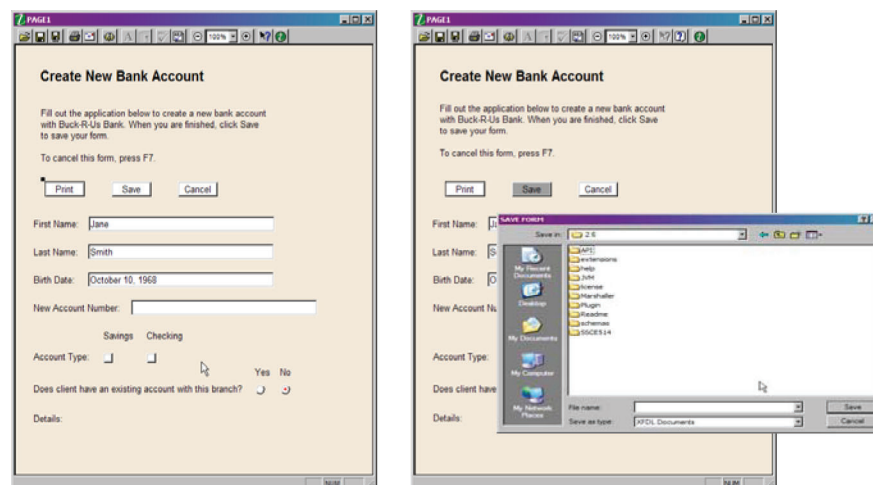 PAGE1
100%
Create New Bank Account
Fill out the application below to create a new bank account
with Buck-R-Us Bank. When you are finished, click Save
to save your form.
To cancel this form, press F7.
Print Save Cancel
First Name: Jane
Last Name: Smith
Birth Date: October 10, 1968
New Account Number:
Savings Checking
Account Type:
Yes No
Does client have an existing account with this branch?
Details:
NUM
PAGE1
100%
Create New Bank Account
Fill out the application below to create a new bank account
with Buck-R-Us Bank. When you are finished, click Save
to save your form.
To cancel this form, press F7.
Print Save Cancel
First Name:
Last Name:
Birth Date:
New Account Nu
Account Type:
Does client have
Details:
NUM
SAVE FORM
Save in: 2.6
My Recent
Documents
Desktop
My Documents
My Computer
My Network
Places
API
extensions
help
JVM
license
Marshaller
Plugin
Readme
schemas
SSCE514
File name: Save
Save as type: XFDL Documents Cancel